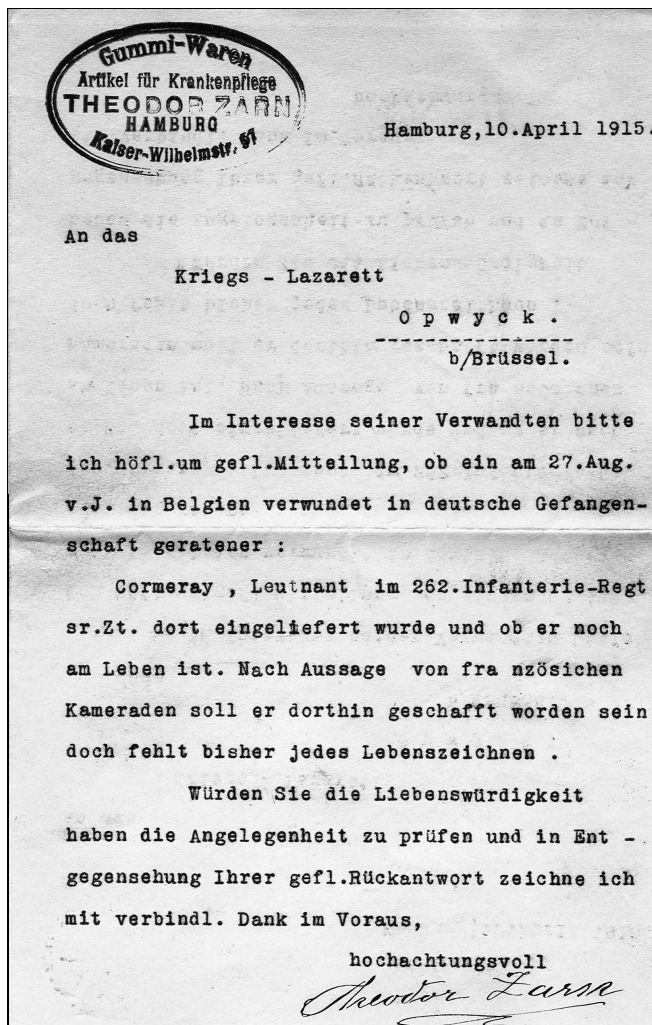 Gummi-Waren
Artikel für Krankenpflege
THEODOR ZARN
HAMBURG
Kaiser-Wilhelmstr. 57
Hamburg,10.April 1915.
An das
Kriegs - Lazarett
O p w y c k .
b/Brüssel.
Im Interesse seiner Verwandten bitte
ich höfl.um gefl.Mitteilung, ob ein am 27.Aug.
v.J. in Belgien verwundet in deutsche Gefangen-
schaft geratener :
Cormeray , Leutnant im 262.Infanterie-Regt
sr.Zt. dort eingeliefert wurde und ob er noch
am Leben ist. Nach Aussage von fra nzösichen
Kameraden soll er dorthin geschafft worden sein
doch fehlt bisher jedes Lebenszeichnen .
Würden Sie die Liebenswürdigkeit
haben die Angelegenheit zu prüfen und in Ent -
gegensehung Ihrer gefl.Rückantwort zeichne ich
mit verbindl. Dank im Voraus,
hochachtungsvoll
Theodor Zarn